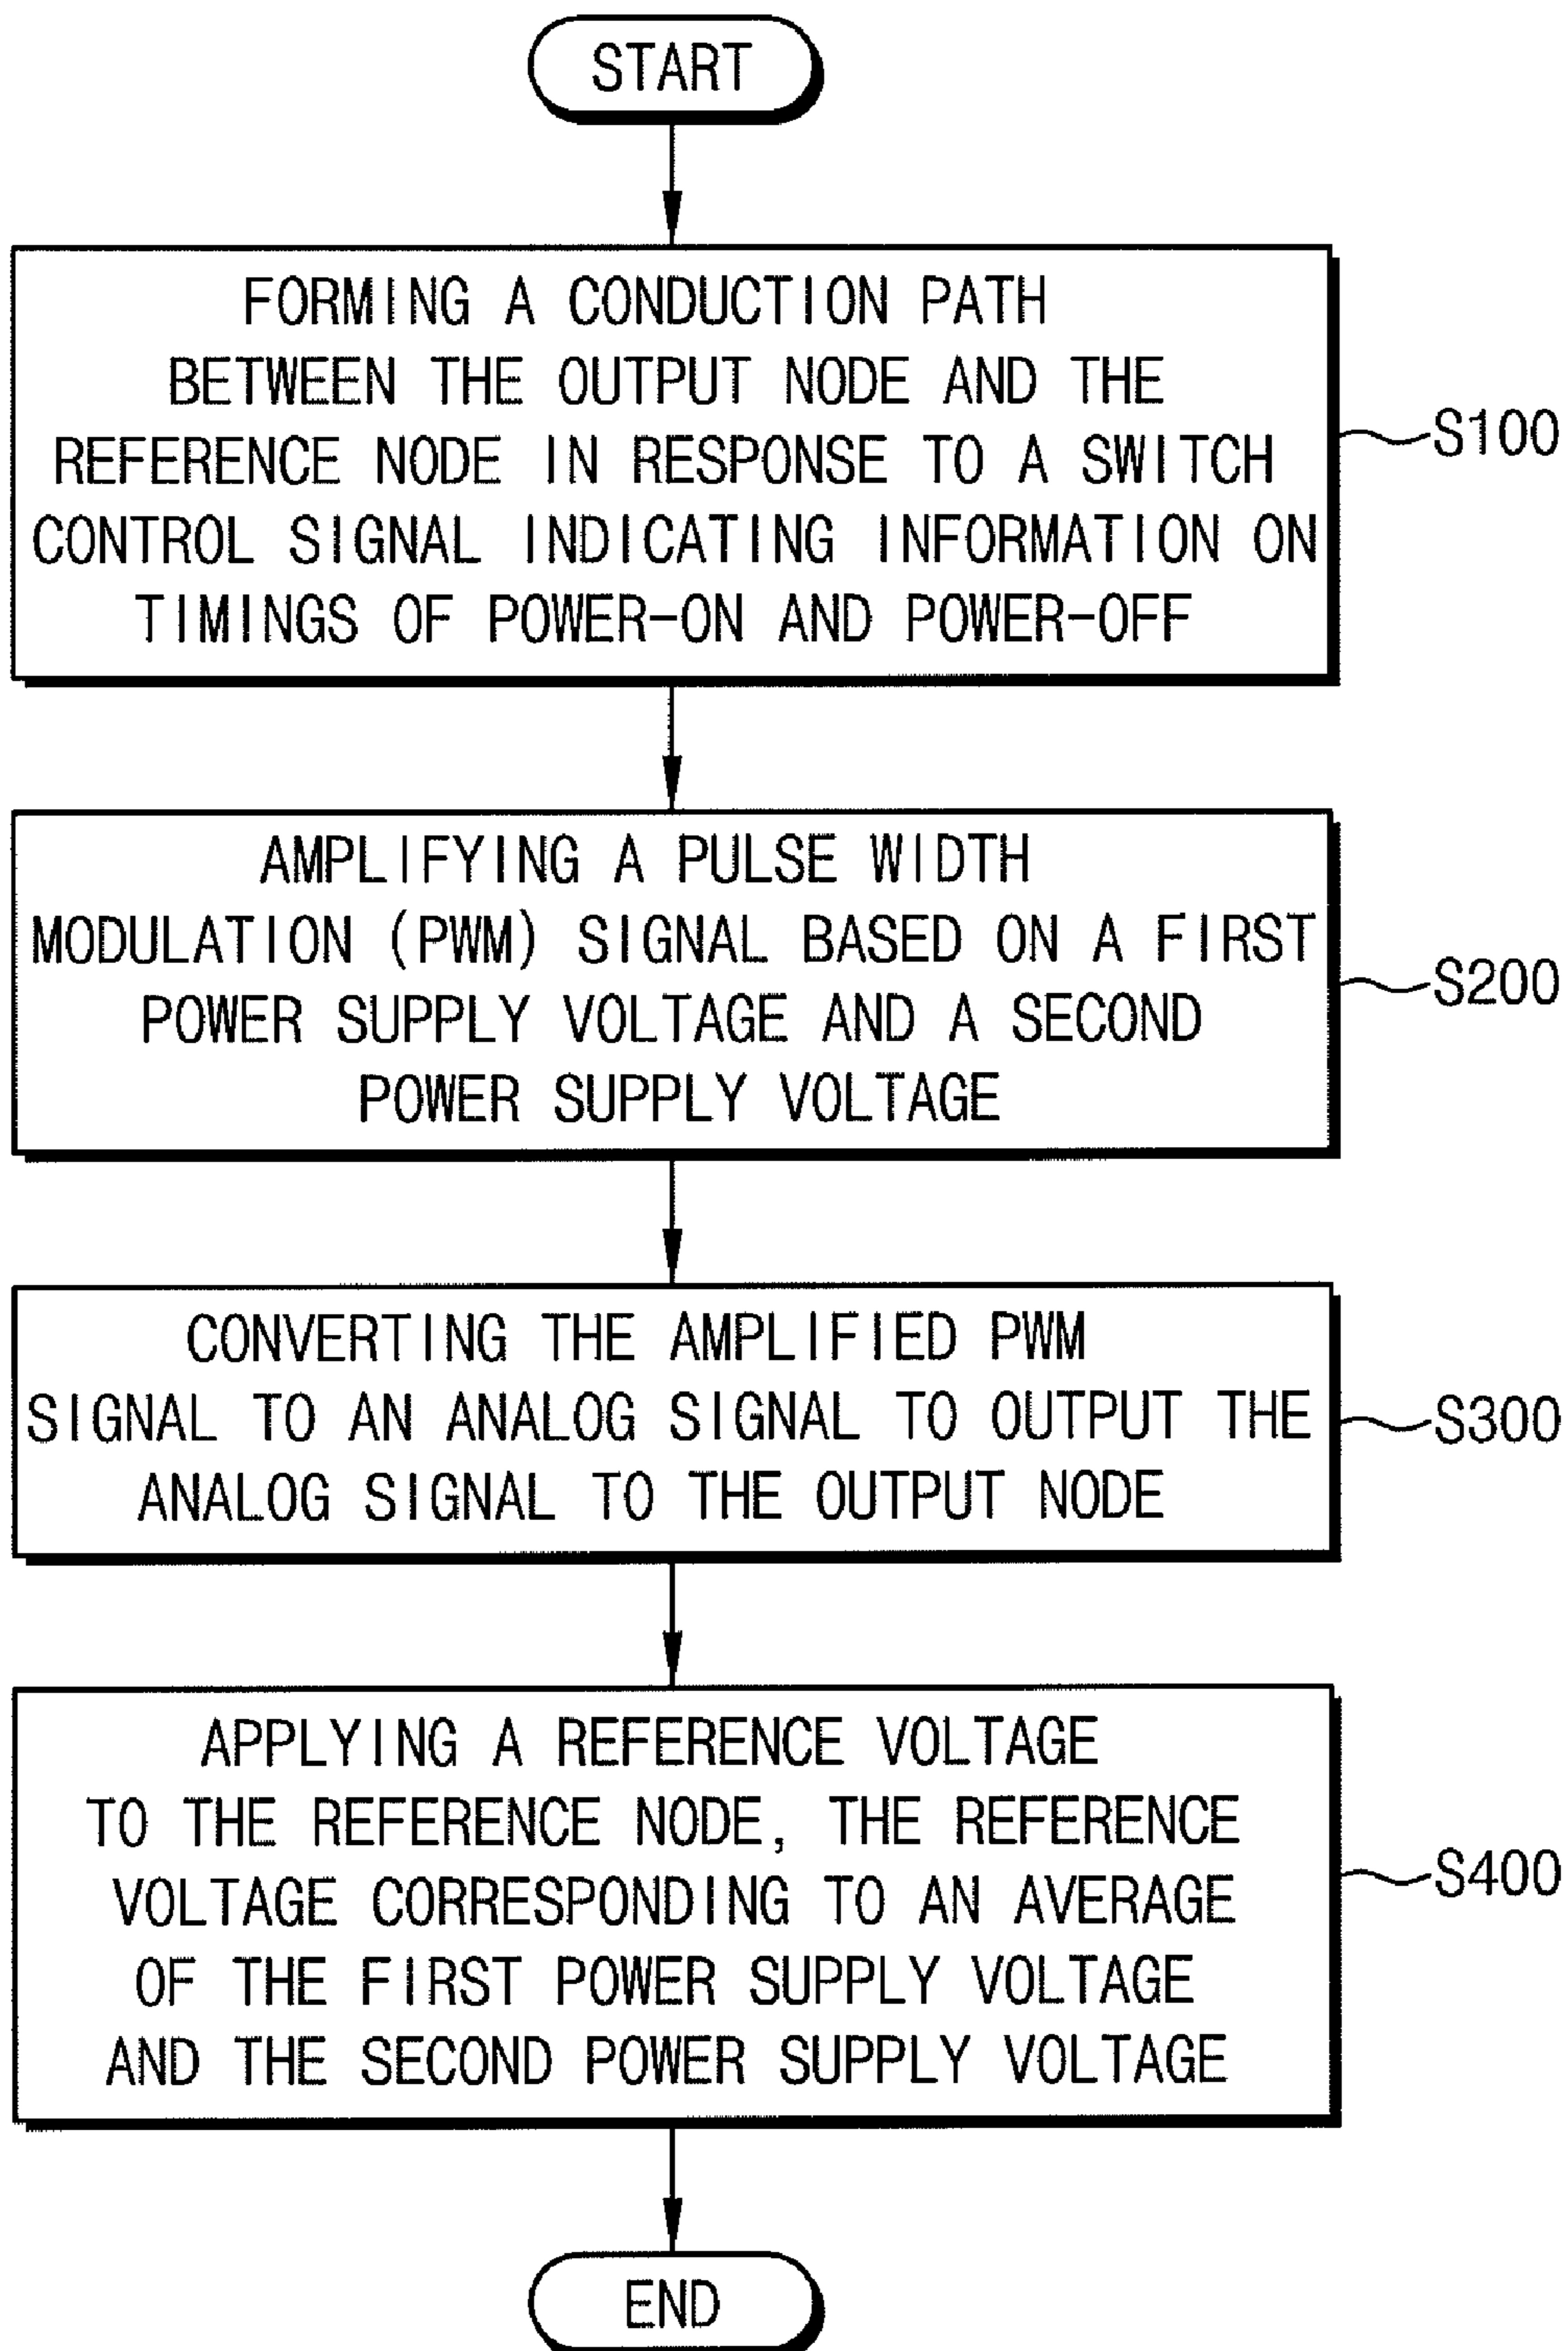 START
FORMING A CONDUCTION PATH
BETWEEN THE OUTPUT NODE AND THE
REFERENCE NODE IN RESPONSE TO A SWITCH
CONTROL SIGNAL INDICATING INFORMATION ON
TIMINGS OF POWER-ON AND POWER-OFF
S100
AMPLIFYING A PULSE WIDTH
MODULATION (PWM) SIGNAL BASED ON A FIRST
POWER SUPPLY VOLTAGE AND A SECOND
POWER SUPPLY VOLTAGE
S200
CONVERTING THE AMPLIFIED PWM
SIGNAL TO AN ANALOG SIGNAL TO OUTPUT THE
ANALOG SIGNAL TO THE OUTPUT NODE
S300
APPLYING A REFERENCE VOLTAGE
TO THE REFERENCE NODE, THE REFERENCE
VOLTAGE CORRESPONDING TO AN AVERAGE
OF THE FIRST POWER SUPPLY VOLTAGE
AND THE SECOND POWER SUPPLY VOLTAGE
S400
END